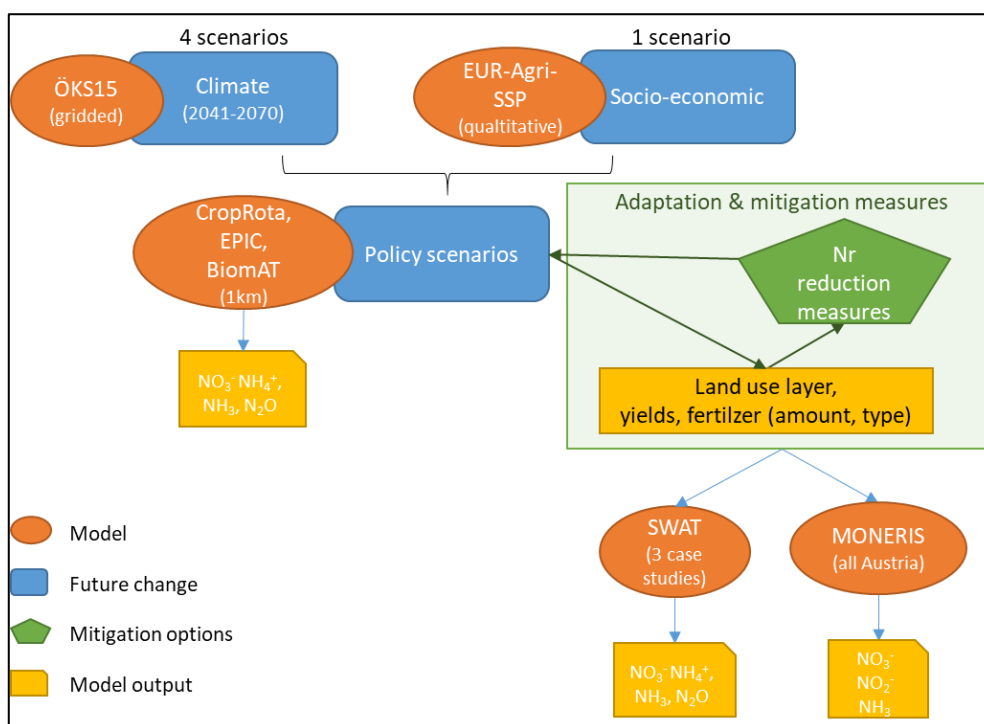 4 scenarios
1 scenario
ÖKS15
(gridded)
Climate
(2041-2070)
EUR-Agri-
SSP
(qualtitative)
Socio-economic
CropRota,
EPIC,
BiomAT
(1km)
Policy scenarios
Adaptation & mitigation measures
Nr
reduction
measures
NO₃⁻ NH₄⁺,
NH₃, N₂O
Land use layer,
yields, fertilzer (amount, type)
Model
Future change
Mitigation options
Model output
SWAT
(3 case
studies)
MONERIS
(all Austria)
NO₃⁻ NH₄⁺,
NH₃, N₂O
NO₃⁻
NO₂⁻
NH₃